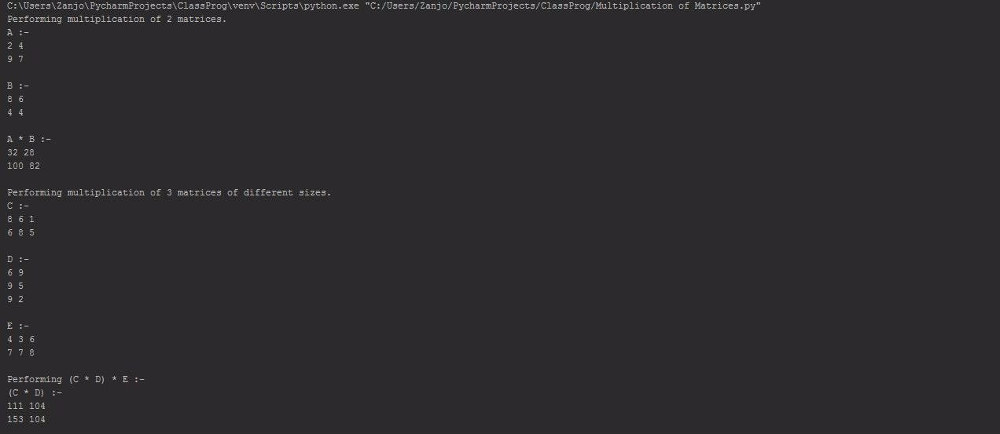 C:\Users\Zanjo\PycharmProjects\ClassProg\venv\Scripts\python.exe "C:/Users/Zanjo/PycharmProjects/ClassProg/Multiplication of Matrices.py"
Performing multiplication of 2 matrices.
A :-
2 4
9 7
B :-
8 6
4 4
A * B :-
32 28
100 82
Performing multiplication of 3 matrices of different sizes.
C :-
8 6 1
6 8 5
D :-
6 9
9 5
9 2
E :-
4 3 6
7 7 8
Performing (C * D) * E :-
(C * D) :-
111 104
153 104